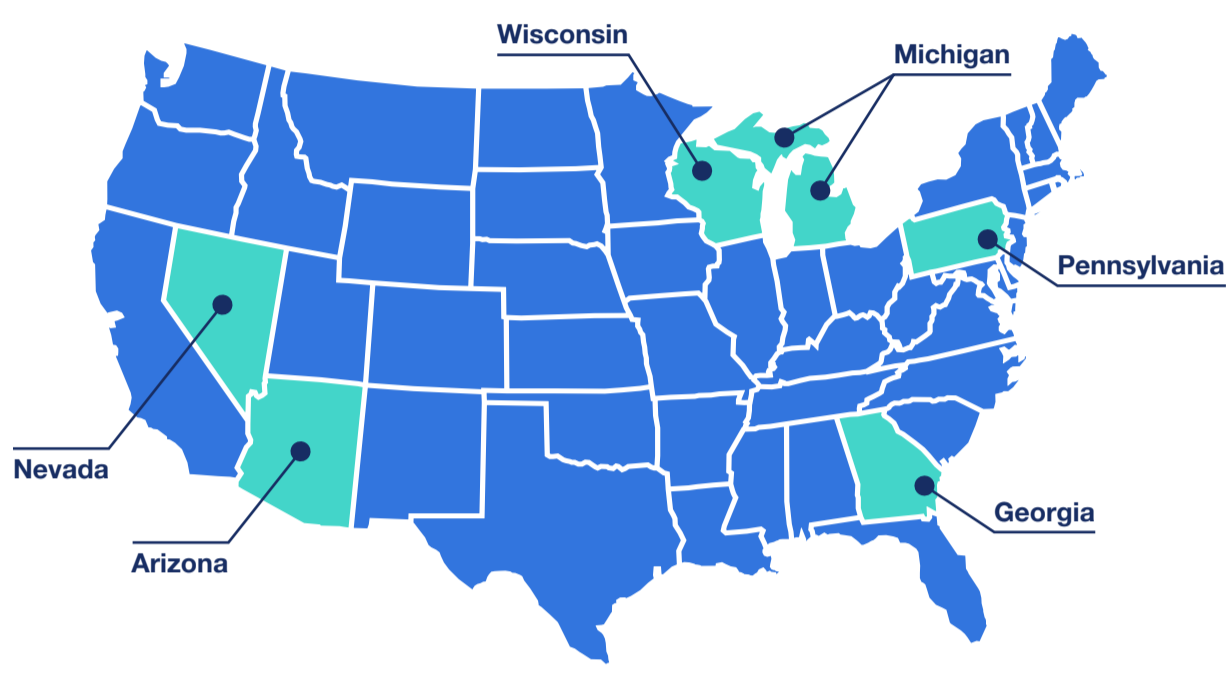 Wisconsin
Michigan
Pennsylvania
Nevada
Georgia
Arizona